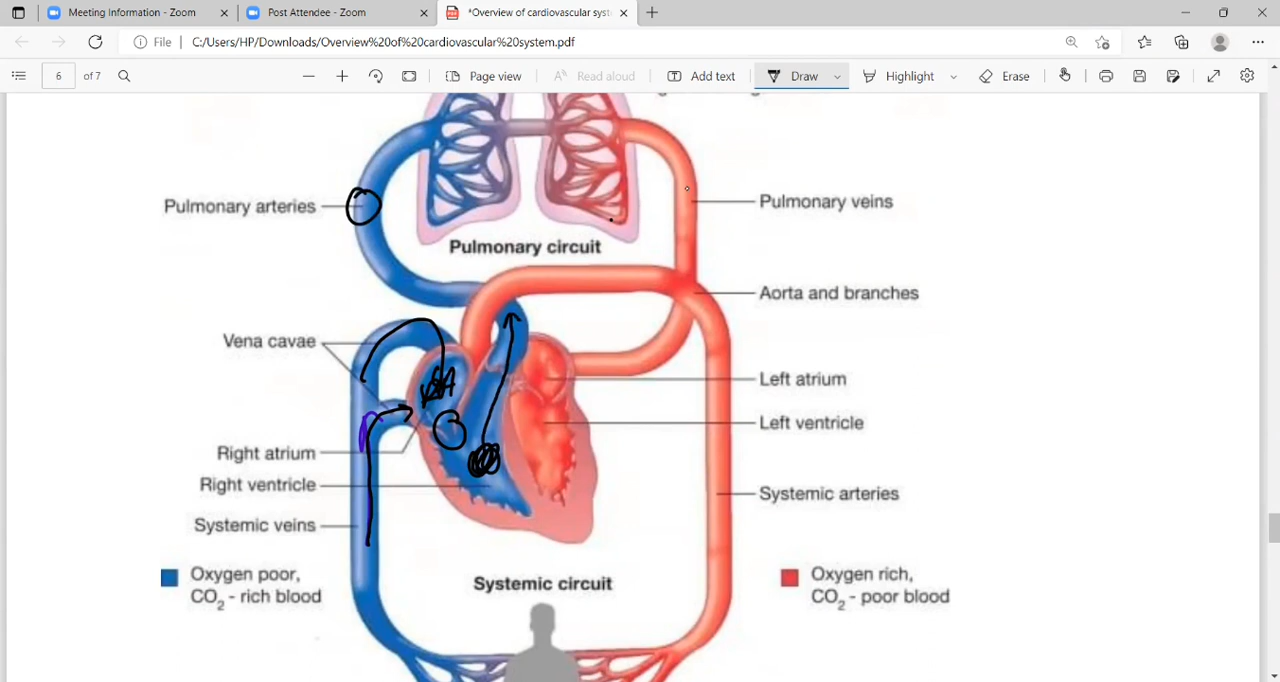 Meeting Information - Zoom
Post Attendee - Zoom
*Overview of cardiovascular syst
File
C:/Users/HP/Downloads/Overview%20of%20cardiovascular%20system.pdf
6 of 7
Page view
Read aloud
Add text
Draw
Highlight
Erase
Pulmonary arteries
Pulmonary veins
Pulmonary circuit
Aorta and branches
Vena cavae
Left atrium
Left ventricle
Right atrium
Right ventricle
Systemic arteries
Systemic veins
Oxygen poor,
CO2 - rich blood
Systemic circuit
Oxygen rich,
CO2 - poor blood